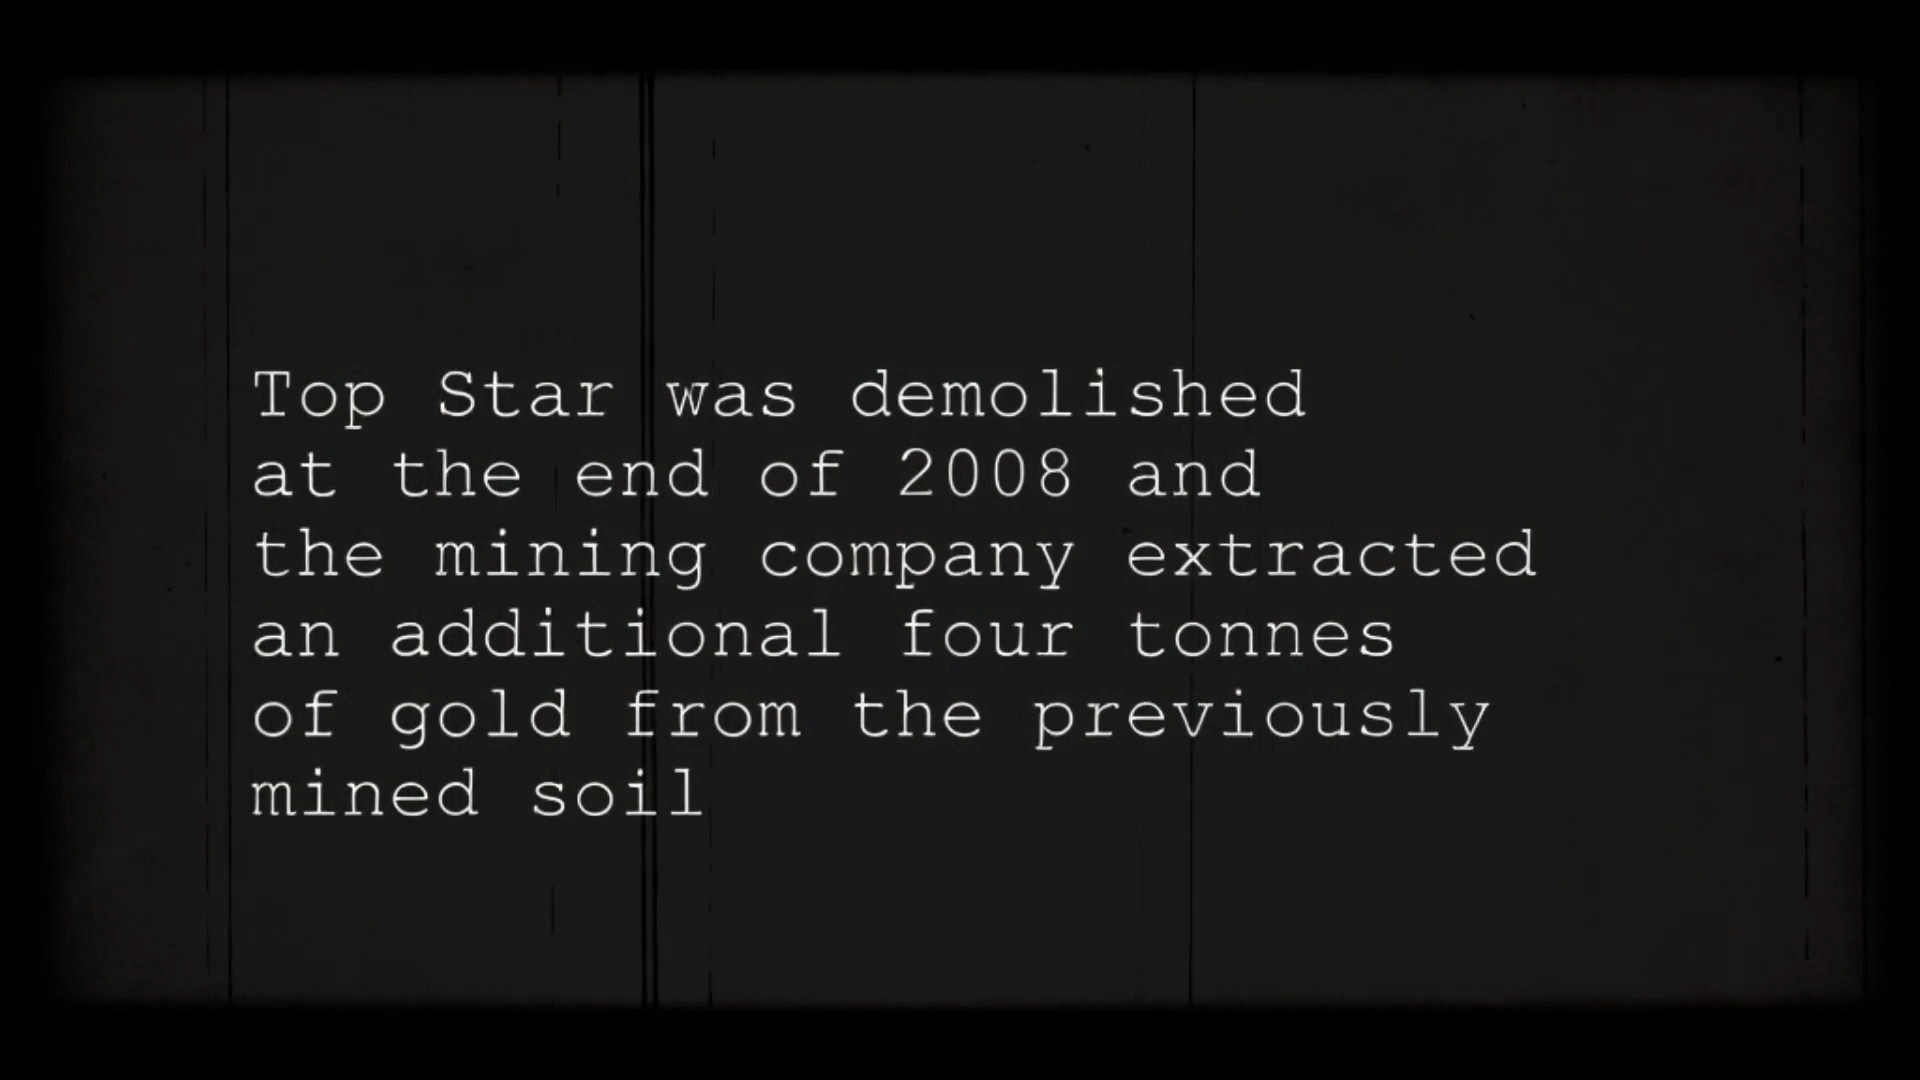 Top Star was demolished
at the end of 2008 and
the mining company extracted
an additional four tonnes
of gold from the previously
mined soil